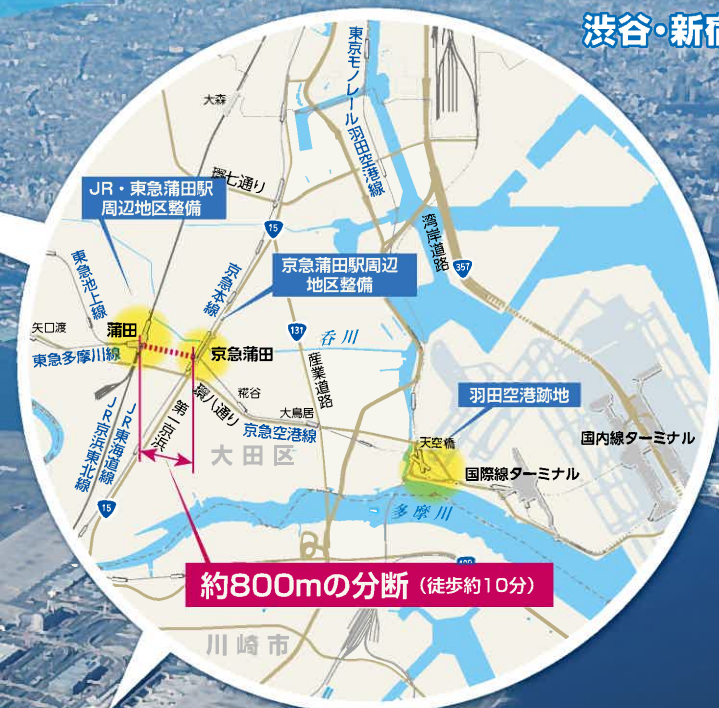 渋谷・新宿
東京モノレール羽田空港線
大森
環七通り
JR・東急蒲田駅
周辺地区整備
15
湾岸道路
357
京急本線
京急蒲田駅周辺
地区整備
東急池上線
矢口渡
蒲田
東急多摩川線
京急蒲田
131
産業道路
呑川
環八通り
糀谷
大鳥居
京急空港線
羽田空港跡地
天空橋
国際線ターミナル
国内線ターミナル
第一京浜
JR東海道線
JR京浜東北線
大田区
15
多摩川
約800mの分断（徒歩約10分）
川崎市